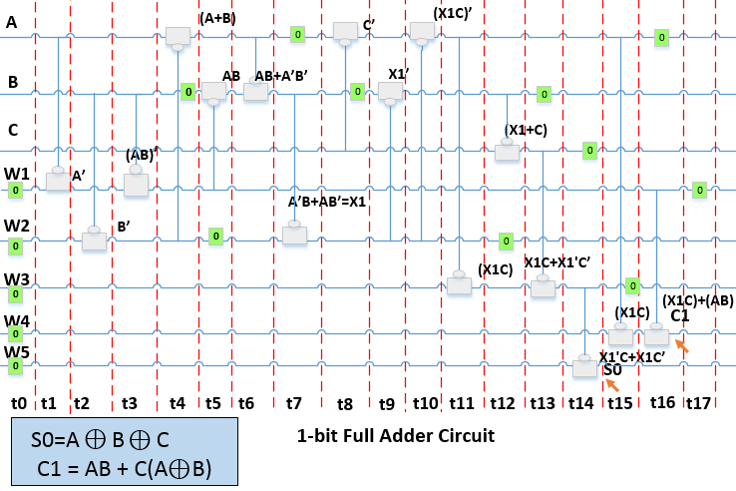 A
(A+B)
0
C’
(X1C)’
0
B
0
AB
AB+A’B’
0
X1’
0
C
(AB)’
(X1+C)
0
W1
0
A’
A’B+AB’=X1
0
W2
0
B’
0
0
W3
0
(X1C)
X1C+X1’C’
0
(X1C)+(AB)
W4
0
(X1C)
C1
W5
0
X1’C+X1C’
S0
t0 t1 t2 t3 t4 t5 t6 t7 t8 t9 t10 t11 t12 t13 t14 t15 t16 t17
1-bit Full Adder Circuit
S0=A ⊕ B ⊕ C
C1 = AB + C(A⊕B)